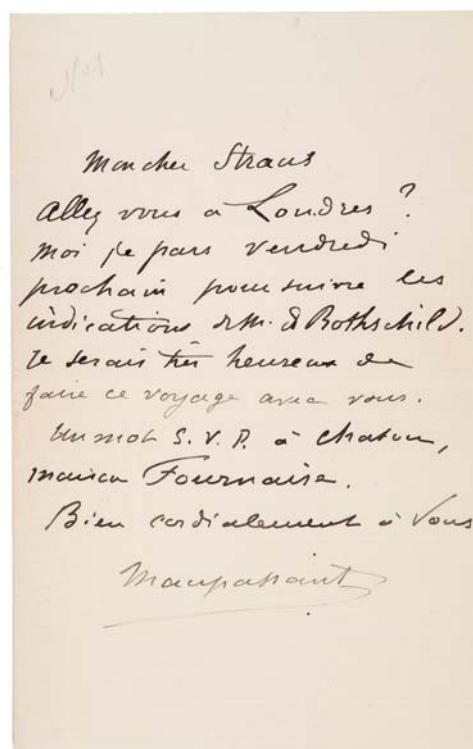 Mon cher Straus
Allez vous à Londres ?
Moi je pars vendredi
prochain pour suivre les
indications de M. de Rothschild.
Je serais très heureux de
faire ce voyage avec vous.
Un mot S. V. P. à Chatou,
maison Fournaise.
Bien cordialement à vous
Maupassant